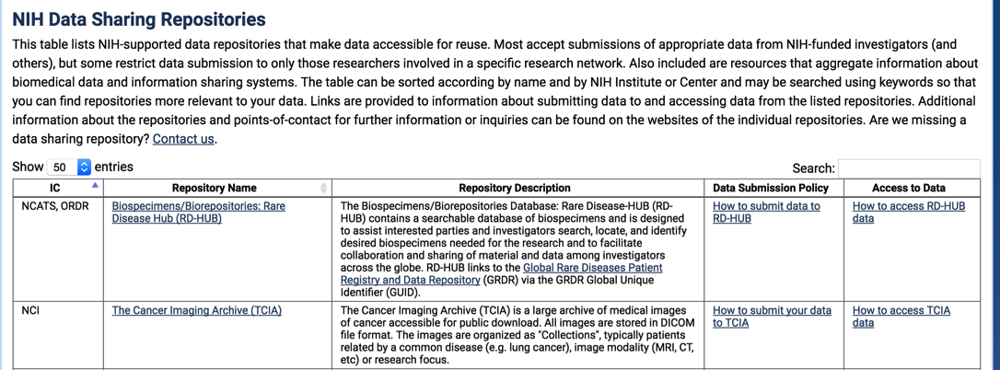 NIH Data Sharing Repositories
This table lists NIH-supported data repositories that make data accessible for reuse. Most accept submissions of appropriate data from NIH-funded investigators (and
others), but some restrict data submission to only those researchers involved in a specific research network. Also included are resources that aggregate information about
biomedical data and information sharing systems. The table can be sorted according by name and by NIH Institute or Center and may be searched using keywords so that
you can find repositories more relevant to your data. Links are provided to information about submitting data to and accessing data from the listed repositories. Additional
information about the repositories and points-of-contact for further information or inquiries can be found on the websites of the individual repositories. Are we missing a
data sharing repository? Contact us.
Show 50 entries
Search:
IC
Repository Name
Repository Description
Data Submission Policy
Access to Data
NCATS, ORDR
Biospecimens/Biorepositories: Rare
Disease Hub (RD-HUB)
The Biospecimens/Biorepositories Database: Rare Disease-HUB (RD-
HUB) contains a searchable database of biospecimens and is designed
to assist interested parties and investigators search, locate, and identify
desired biospecimens needed for the research and to facilitate
collaboration and sharing of material and data among investigators
across the globe. RD-HUB links to the Global Rare Diseases Patient
Registry and Data Repository (GRDR) via the GRDR Global Unique
Identifier (GUID).
How to submit data to
RD-HUB
How to access RD-HUB
data
NCI
The Cancer Imaging Archive (TCIA)
The Cancer Imaging Archive (TCIA) is a large archive of medical images
of cancer accessible for public download. All images are stored in DICOM
file format. The images are organized as "Collections", typically patients
related by a common disease (e.g. lung cancer), image modality (MRI, CT,
etc) or research focus.
How to submit your data
to TCIA
How to access TCIA
data